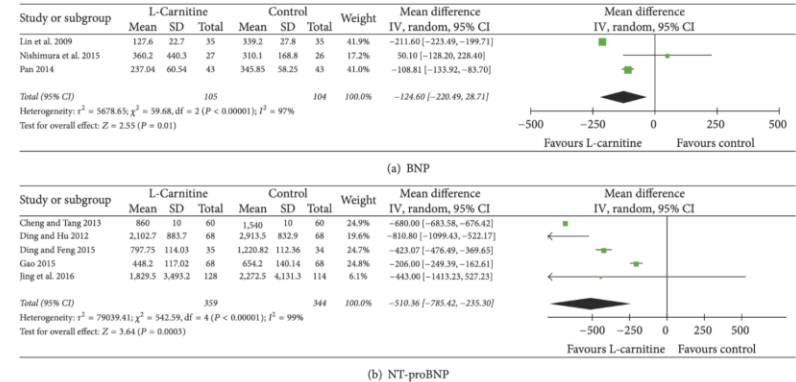 Study or subgroup L-Carnitine Control Weight Mean difference Mean difference
Mean SD Total Mean SD Total IV, random, 95% CI IV, random, 95% CI
Lin et al. 2009 127.6 22.7 35 339.2 27.8 35 41.9% −211.60 [−223.49, −199.71]
Nishimura et al. 2015 360.2 440.3 27 310.1 168.8 26 17.2% 50.10 [−128.20, 228.40]
Pan 2014 237.04 60.54 43 345.85 58.25 43 40.9% −108.81 [−133.92, −83.70]
Total (95% CI) 105 104 100.0% −124.60 [−220.49, 28.71]
Heterogeneity: τ² = 5678.65; χ² = 59.68, df = 2 (P < 0.00001); I² = 97%
Test for overall effect: Z = 2.55 (P = 0.01)
−500 −250 0 250 500
Favours L-carnitine Favours control
(a) BNP
Study or subgroup L-Carnitine Control Weight Mean difference Mean difference
Mean SD Total Mean SD Total IV, random, 95% CI IV, random, 95% CI
Cheng and Tang 2013 860 10 60 1,540 10 60 24.9% −680.00 [−683.58, −676.42]
Ding and Hu 2012 2,102.7 883.7 68 2,913.5 832.9 68 19.6% −810.80 [−1099.43, −522.17]
Ding and Feng 2015 797.75 114.03 35 1,220.82 112.36 34 24.6% −423.07 [−476.49, −369.65]
Gao 2015 448.2 117.02 68 654.2 140.14 68 24.8% −206.00 [−249.39, −162.61]
Jing et al. 2016 1,829.5 3,493.2 128 2,272.5 4,131.3 114 6.1% −443.00 [−1413.23, 527.23]
Total (95% CI) 359 344 100.0% −510.36 [−785.42, −235.30]
Heterogeneity: τ² = 79039.41; χ² = 542.59, df = 4 (P < 0.00001); I² = 99%
Test for overall effect: Z = 3.64 (P = 0.0003)
−500 −250 0 250 500
Favours L-carnitine Favours control
(b) NT-proBNP